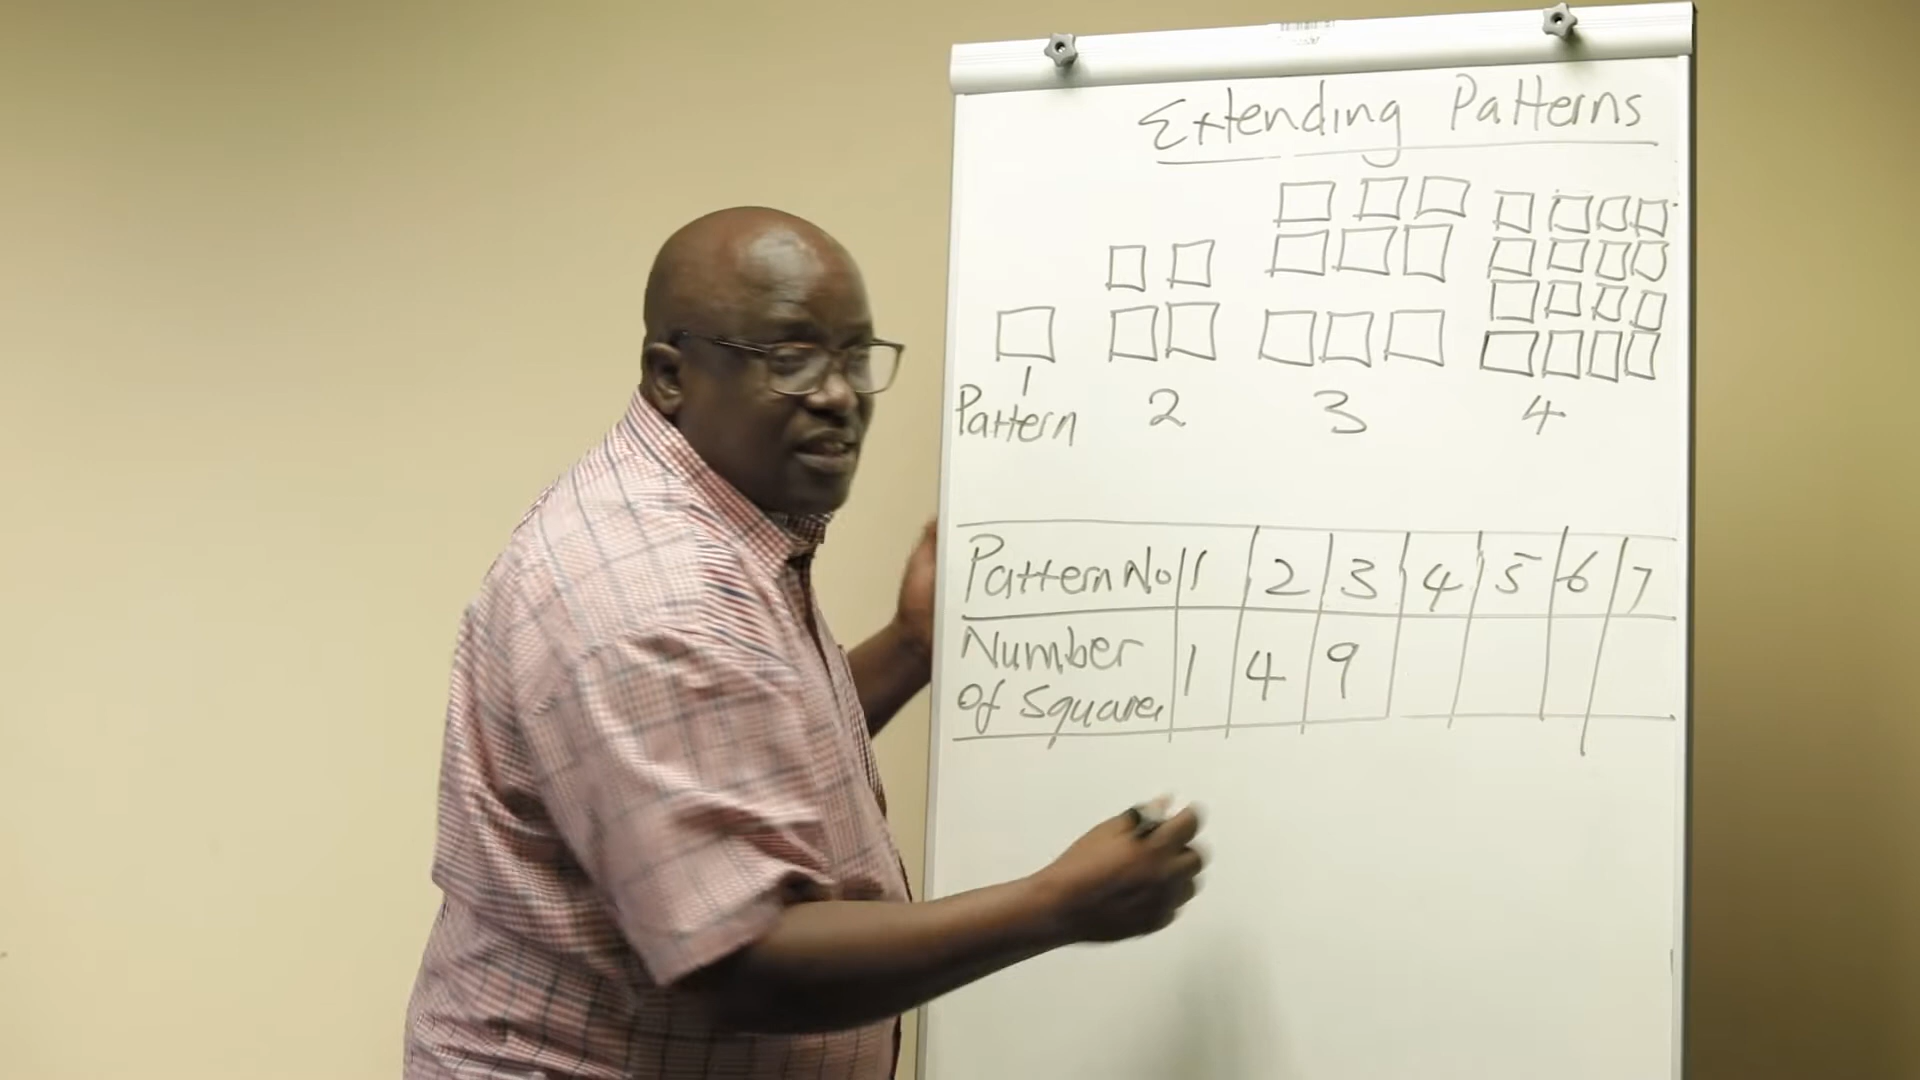 Extending Patterns
1
Pattern 2 3 4
Pattern No 1 2 3 4 5 6 7
Number 1 4 9
Of Squares